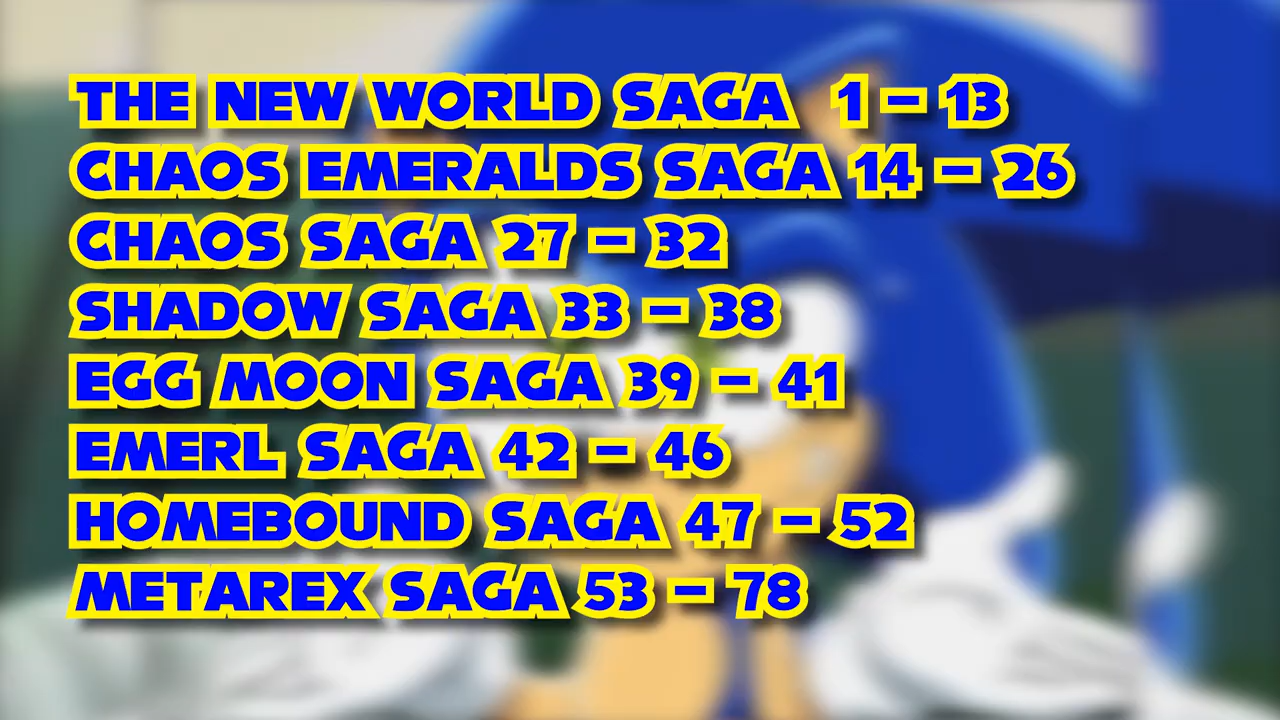 THE NEW WORLD SAGA 1 - 13
CHAOS EMERALDS SAGA 14 - 26
CHAOS SAGA 27 - 32
SHADOW SAGA 33 - 38
EGG MOON SAGA 39 - 41
EMERL SAGA 42 - 46
HOMEBOUND SAGA 47 - 52
METAREX SAGA 53 - 78